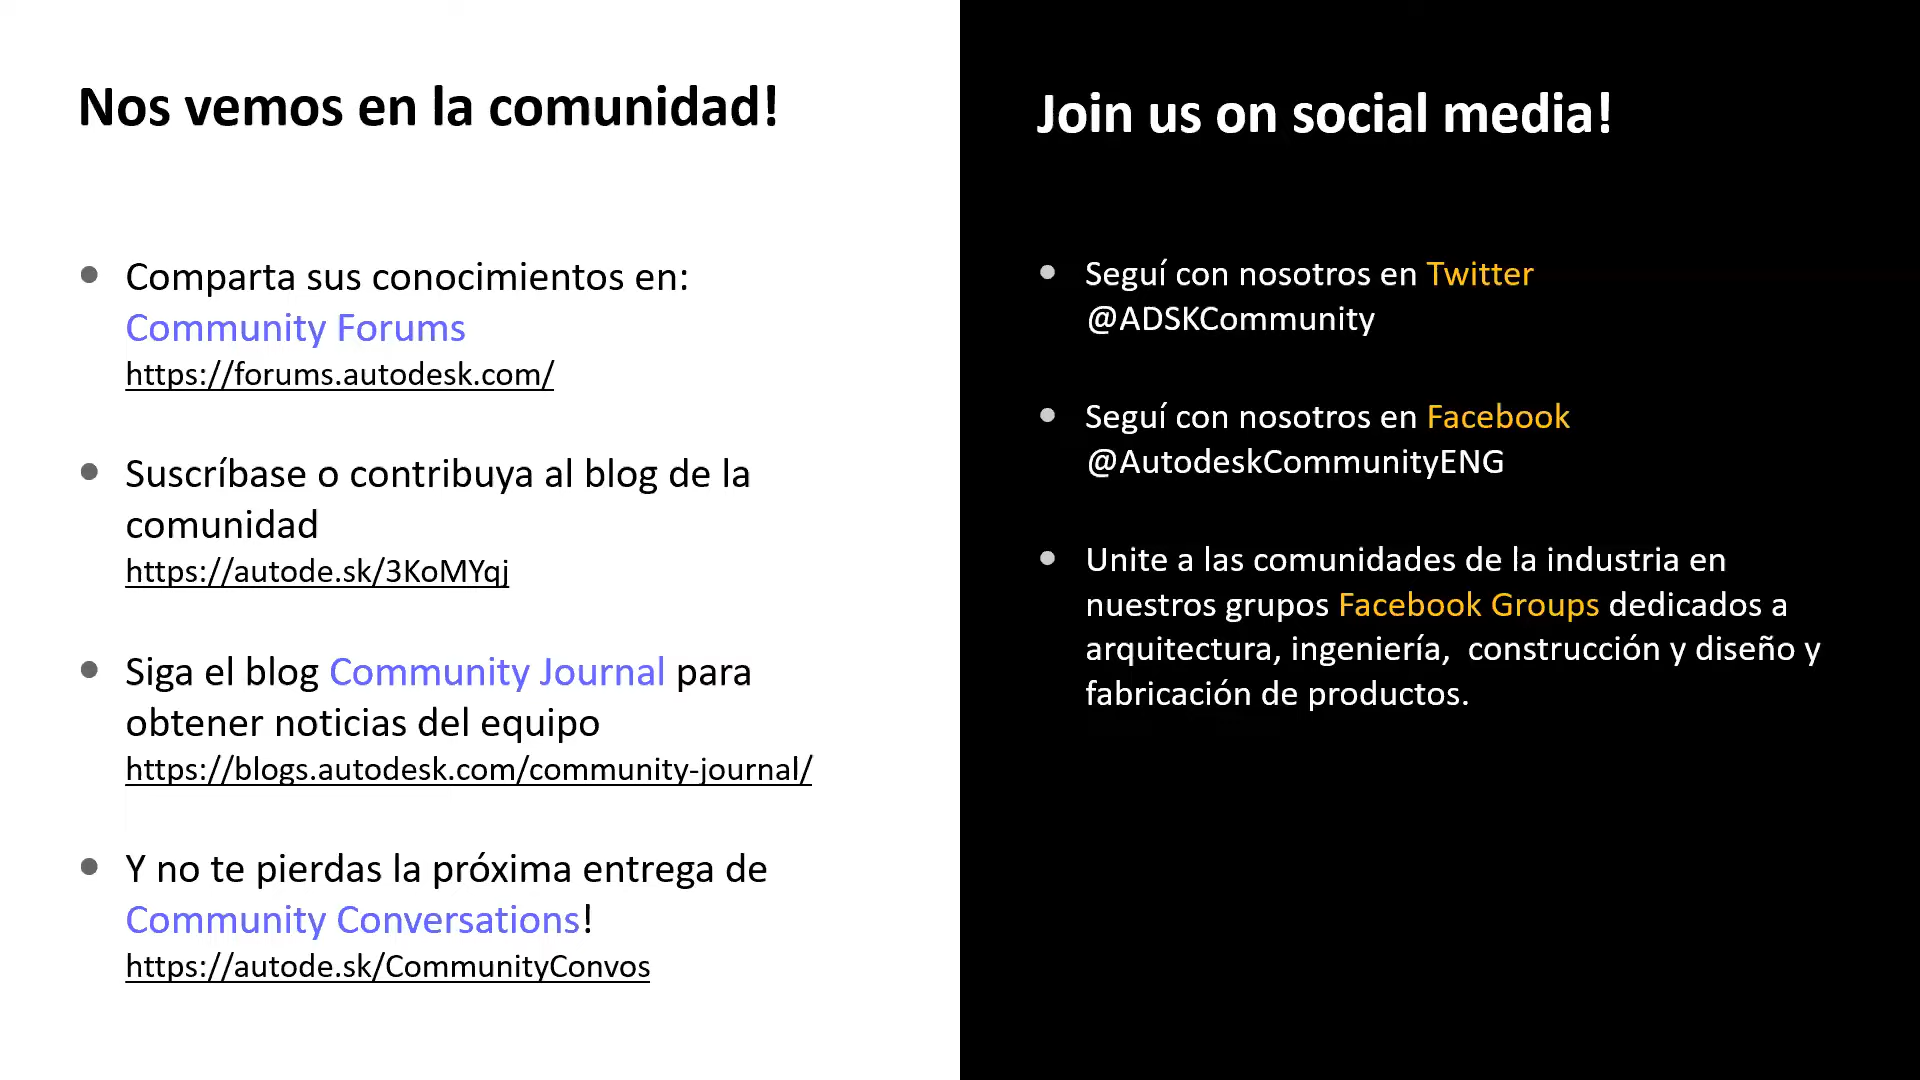 Nos vemos en la comunidad!
Comparta sus conocimientos en:
Community Forums
https://forums.autodesk.com/
Suscríbase o contribuya al blog de la
comunidad
https://autode.sk/3KoMYqj
Siga el blog Community Journal para
obtener noticias del equipo
https://blogs.autodesk.com/community-journal/
Y no te pierdas la próxima entrega de
Community Conversations!
https://autode.sk/CommunityConvos
Join us on social media!
Seguí con nosotros en Twitter
@ADSKCommunity
Seguí con nosotros en Facebook
@AutodeskCommunityENG
Unite a las comunidades de la industria en
nuestros grupos Facebook Groups dedicados a
arquitectura, ingeniería,  construcción y diseño y
fabricación de productos.